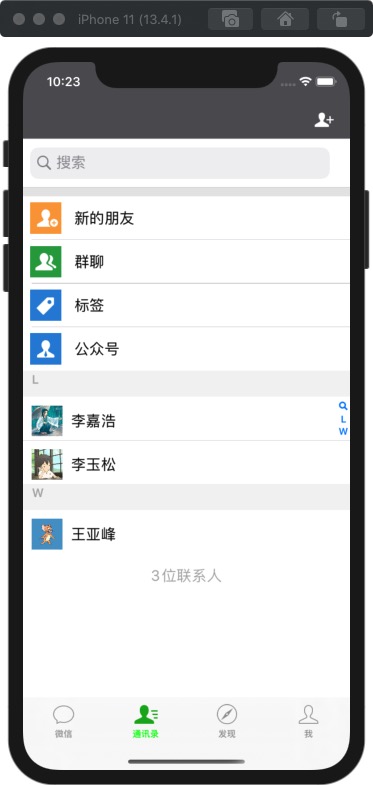 iPhone 11 (13.4.1)
10:23
搜索
新的朋友
群聊
标签
公众号
L
李嘉浩
L
W
李玉松
W
王亚峰
3位联系人
微信
通讯录
发现
我